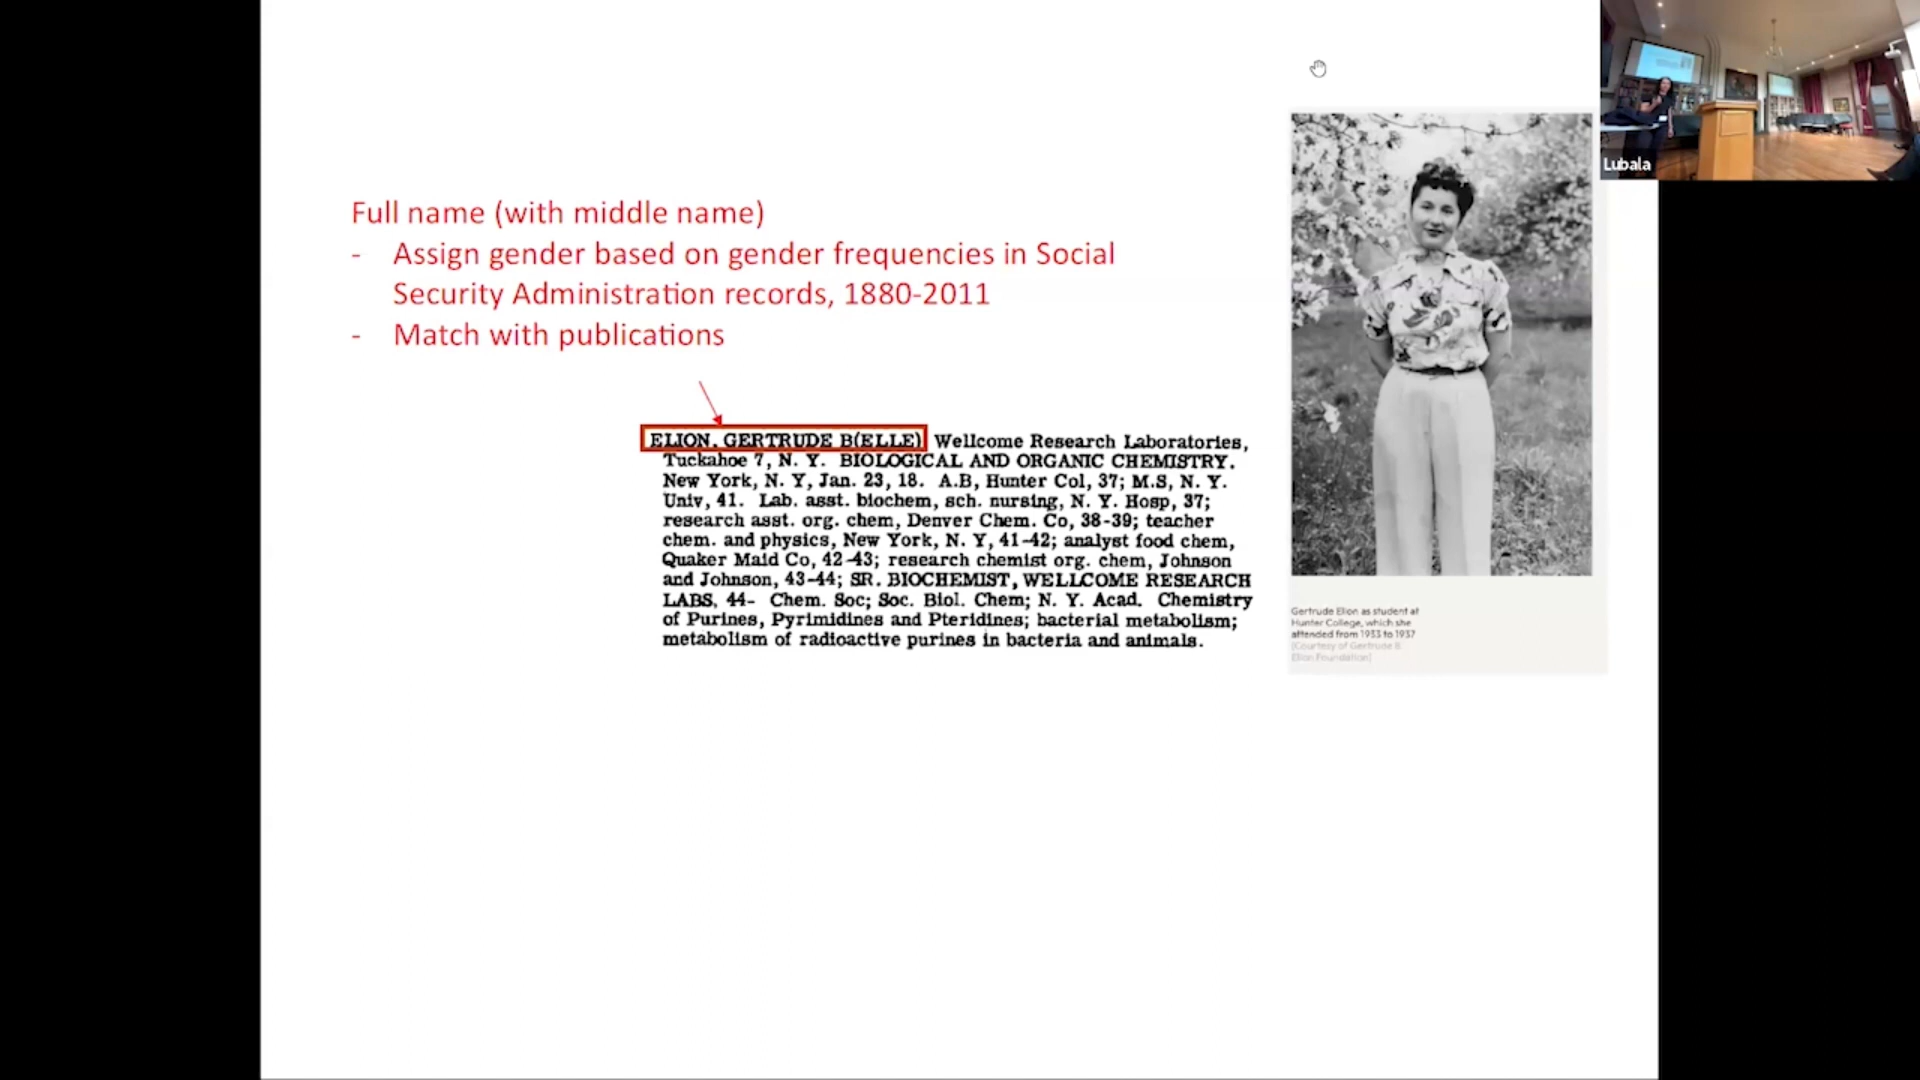 Lubala
Full name (with middle name)
- Assign gender based on gender frequencies in Social
Security Administration records, 1880-2011
- Match with publications
ELION, GERTRUDE B(ELLE) Wellcome Research Laboratories,
Tuckahoe 7, N. Y. BIOLOGICAL AND ORGANIC CHEMISTRY.
New York, N. Y, Jan. 23, 18. A.B, Hunter Col, 37; M.S, N. Y.
Univ, 41. Lab. asst. biochem, sch. nursing, N. Y. Hosp, 37;
research asst. org. chem, Denver Chem. Co, 38-39; teacher
chem. and physics, New York, N. Y, 41-42; analyst food chem,
Quaker Maid Co, 42-43; research chemist org. chem, Johnson
and Johnson, 43-44; SR. BIOCHEMIST, WELLCOME RESEARCH
LABS, 44- Chem. Soc; Soc. Biol. Chem; N. Y. Acad. Chemistry
of Purines, Pyrimidines and Pteridines; bacterial metabolism;
metabolism of radioactive purines in bacteria and animals.
Gertrude Elion as student at
Hunter College, which she
attended from 1933 to 1937
(Courtesy of Gertrude B.
Elion Foundation)